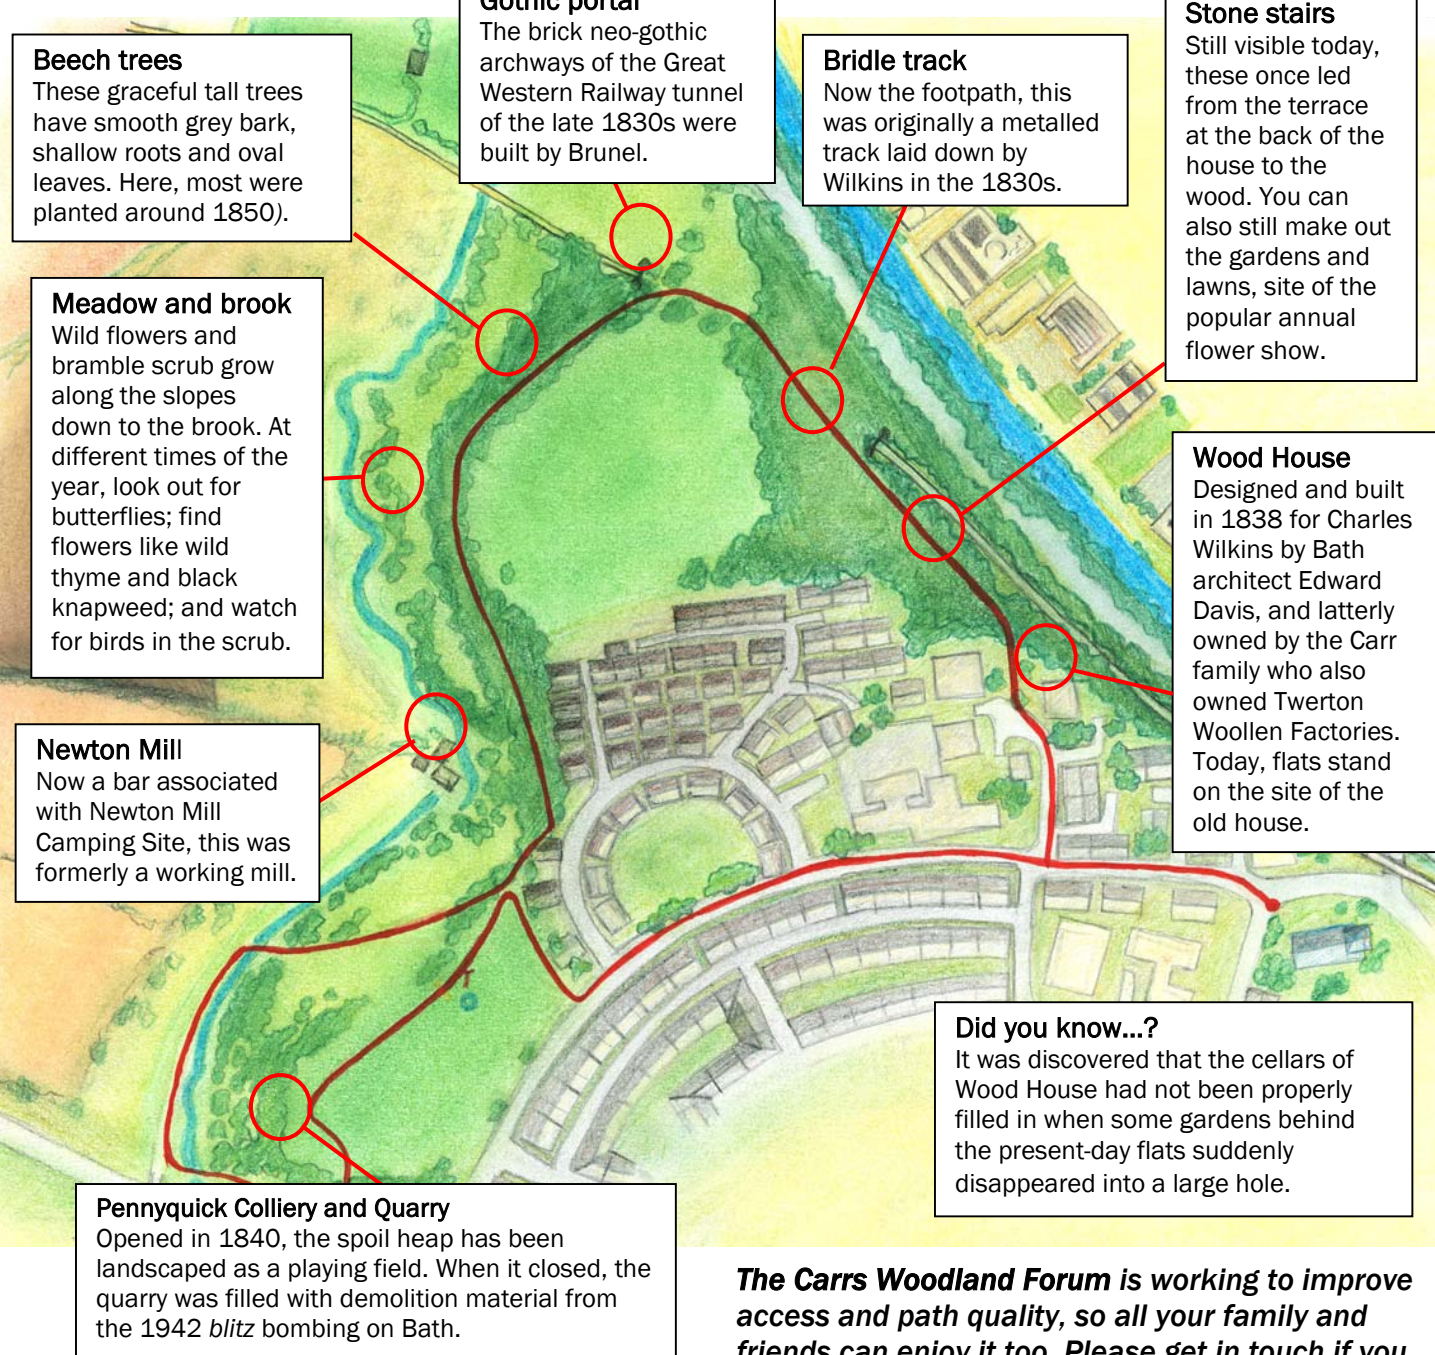 Gothic portal
The brick neo-gothic
archways of the Great
Western Railway tunnel
of the late 1830s were
built by Brunel.
Stone stairs
Still visible today,
these once led
from the terrace
at the back of the
house to the
wood. You can
also still make out
the gardens and
lawns, site of the
popular annual
flower show.
Beech trees
These graceful tall trees
have smooth grey bark,
shallow roots and oval
leaves. Here, most were
planted around 1850).
Bridle track
Now the footpath, this
was originally a metalled
track laid down by
Wilkins in the 1830s.
Meadow and brook
Wild flowers and
bramble scrub grow
along the slopes
down to the brook. At
different times of the
year, look out for
butterflies; find
flowers like wild
thyme and black
knapweed; and watch
for birds in the scrub.
Wood House
Designed and built
in 1838 for Charles
Wilkins by Bath
architect Edward
Davis, and latterly
owned by the Carr
family who also
owned Twerton
Woollen Factories.
Today, flats stand
on the site of the
old house.
Newton Mill
Now a bar associated
with Newton Mill
Camping Site, this was
formerly a working mill.
Did you know...?
It was discovered that the cellars of
Wood House had not been properly
filled in when some gardens behind
the present-day flats suddenly
disappeared into a large hole.
Pennyquick Colliery and Quarry
Opened in 1840, the spoil heap has been
landscaped as a playing field. When it closed, the
quarry was filled with demolition material from
the 1942 blitz bombing on Bath.
The Carrs Woodland Forum is working to improve
access and path quality, so all your family and
friends can enjoy it too. Please get in touch if you